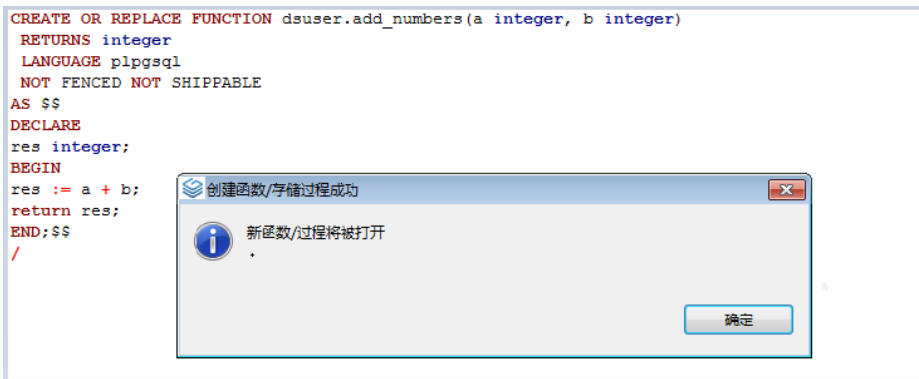 CREATE OR REPLACE FUNCTION dsuser.add_numbers(a integer, b integer)
RETURNS integer
LANGUAGE plpgsql
NOT FENCED NOT SHIPPABLE
AS $$
DECLARE
res integer;
BEGIN
res := a + b;
return res;
END;$$
/
创建函数/存储过程成功
新函数/过程将被打开
.
确定